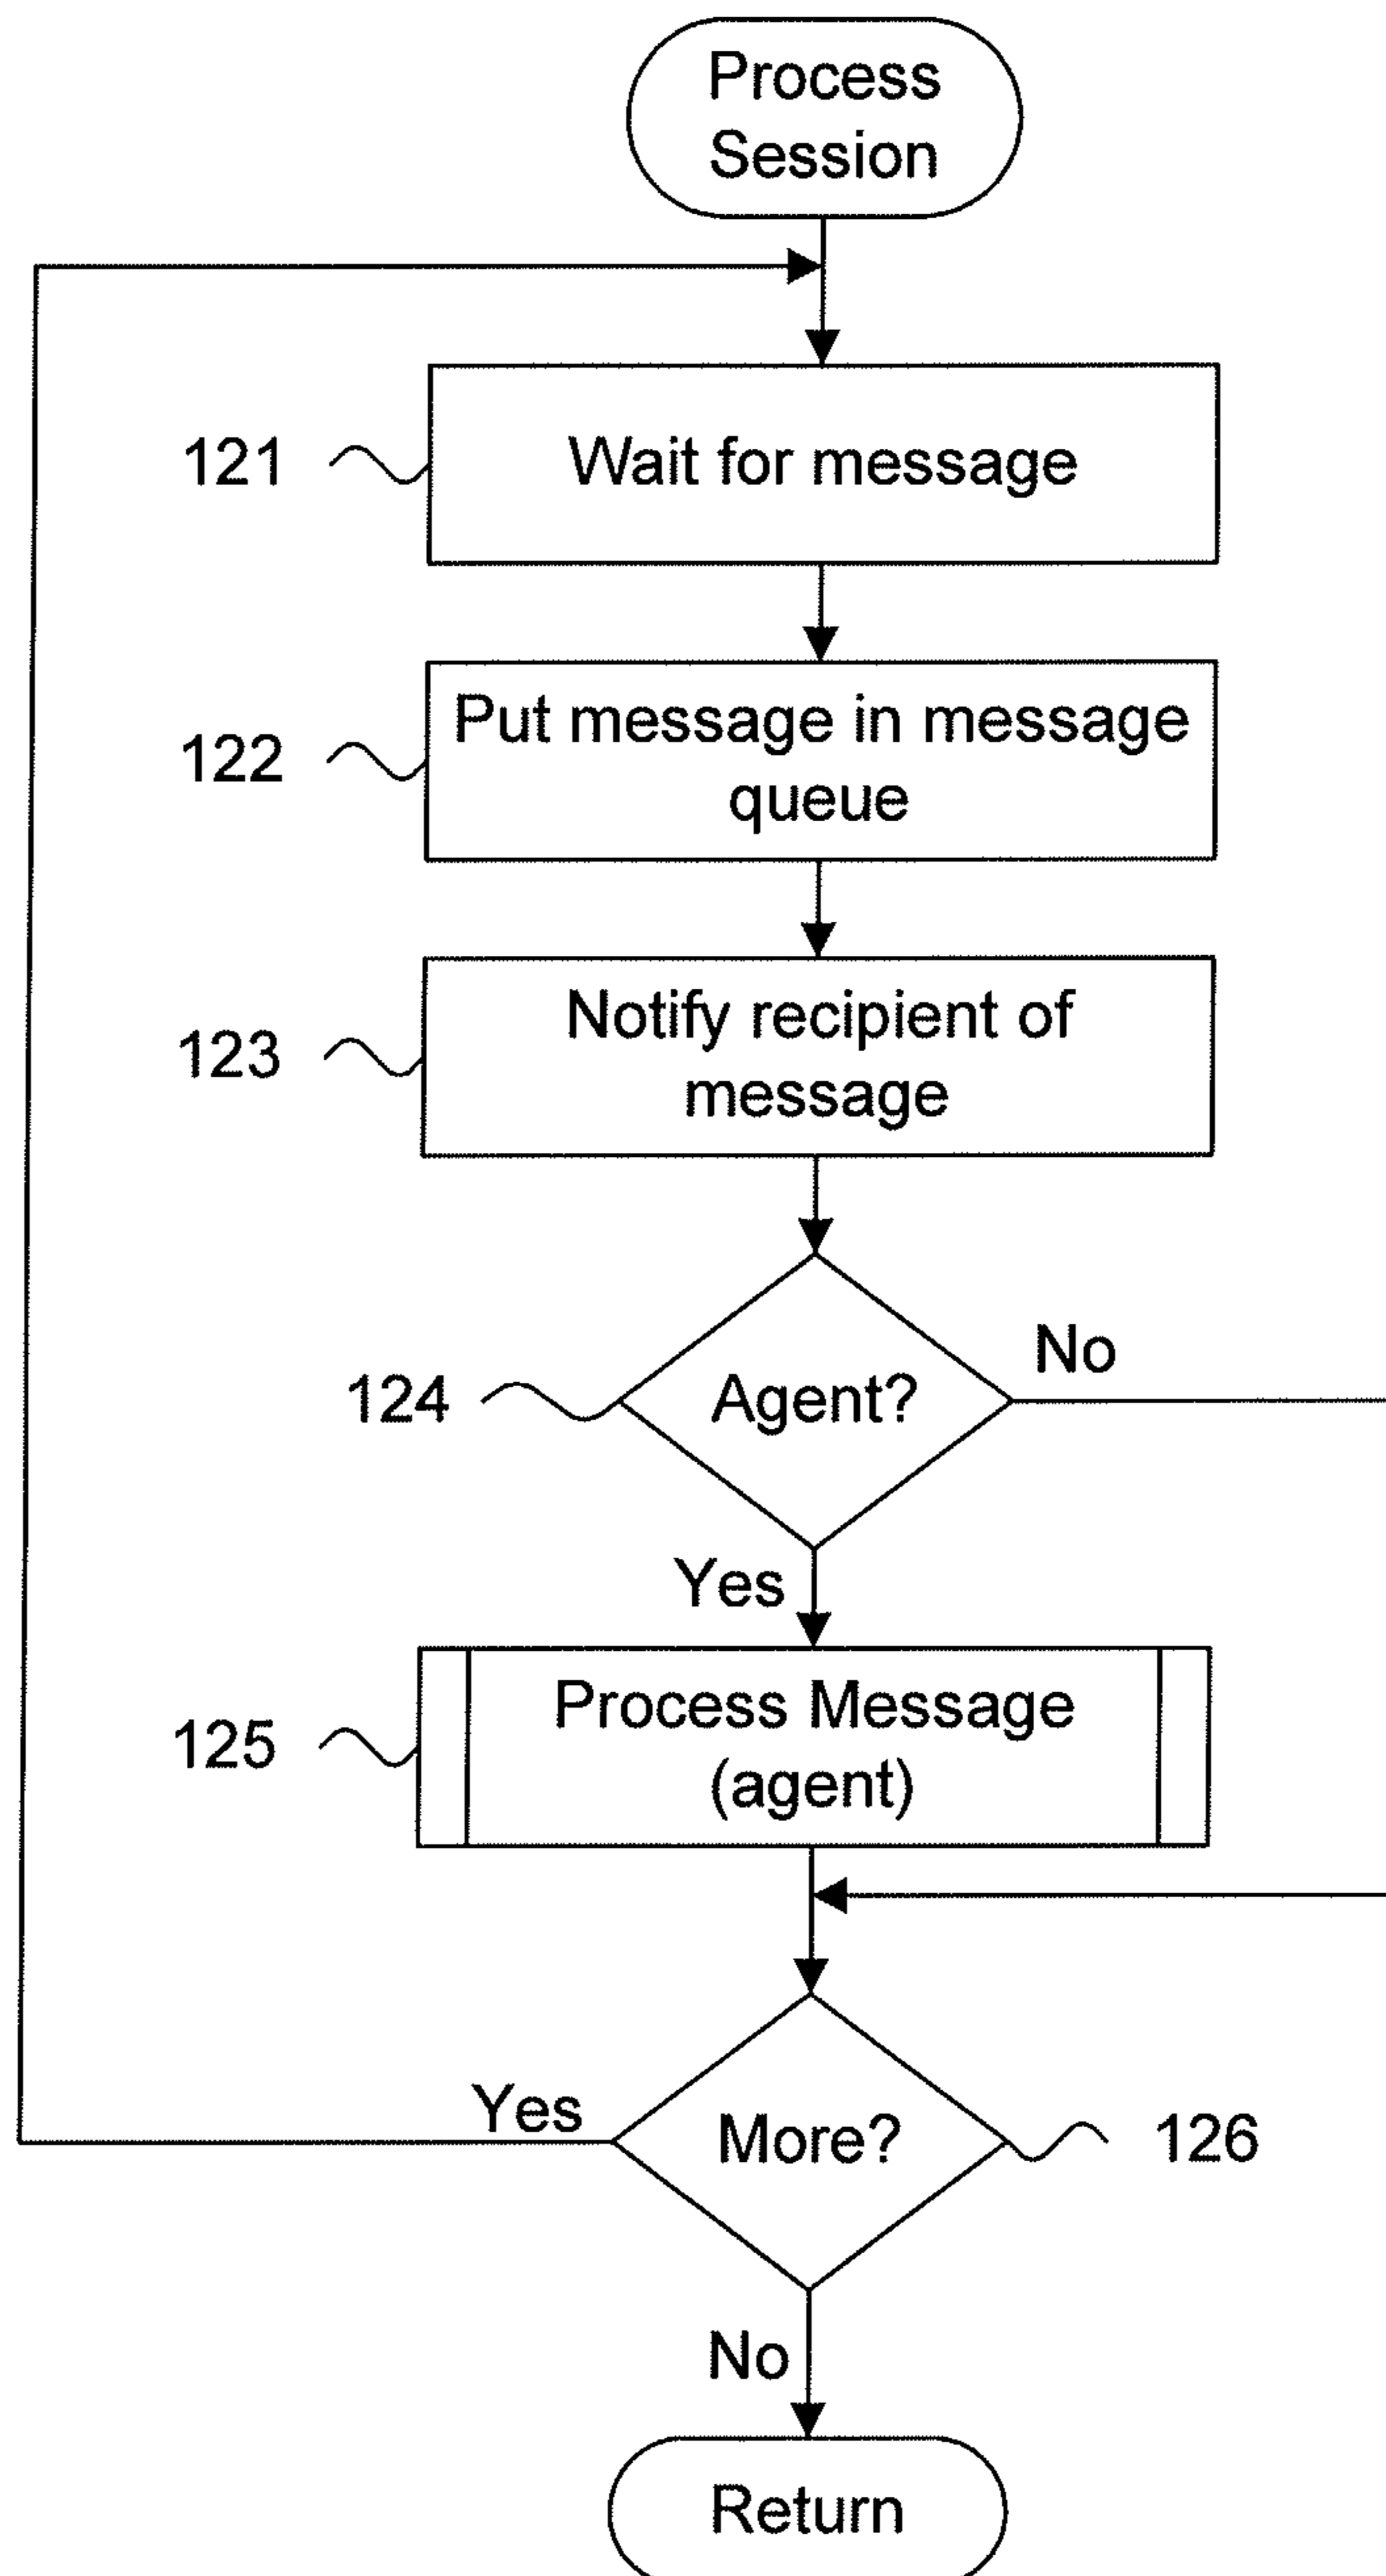 Process
Session
121
Wait for message
122
Put message in message
queue
123
Notify recipient of
message
124
Agent?
No
Yes
125
Process Message
(agent)
Yes
More?
126
No
Return